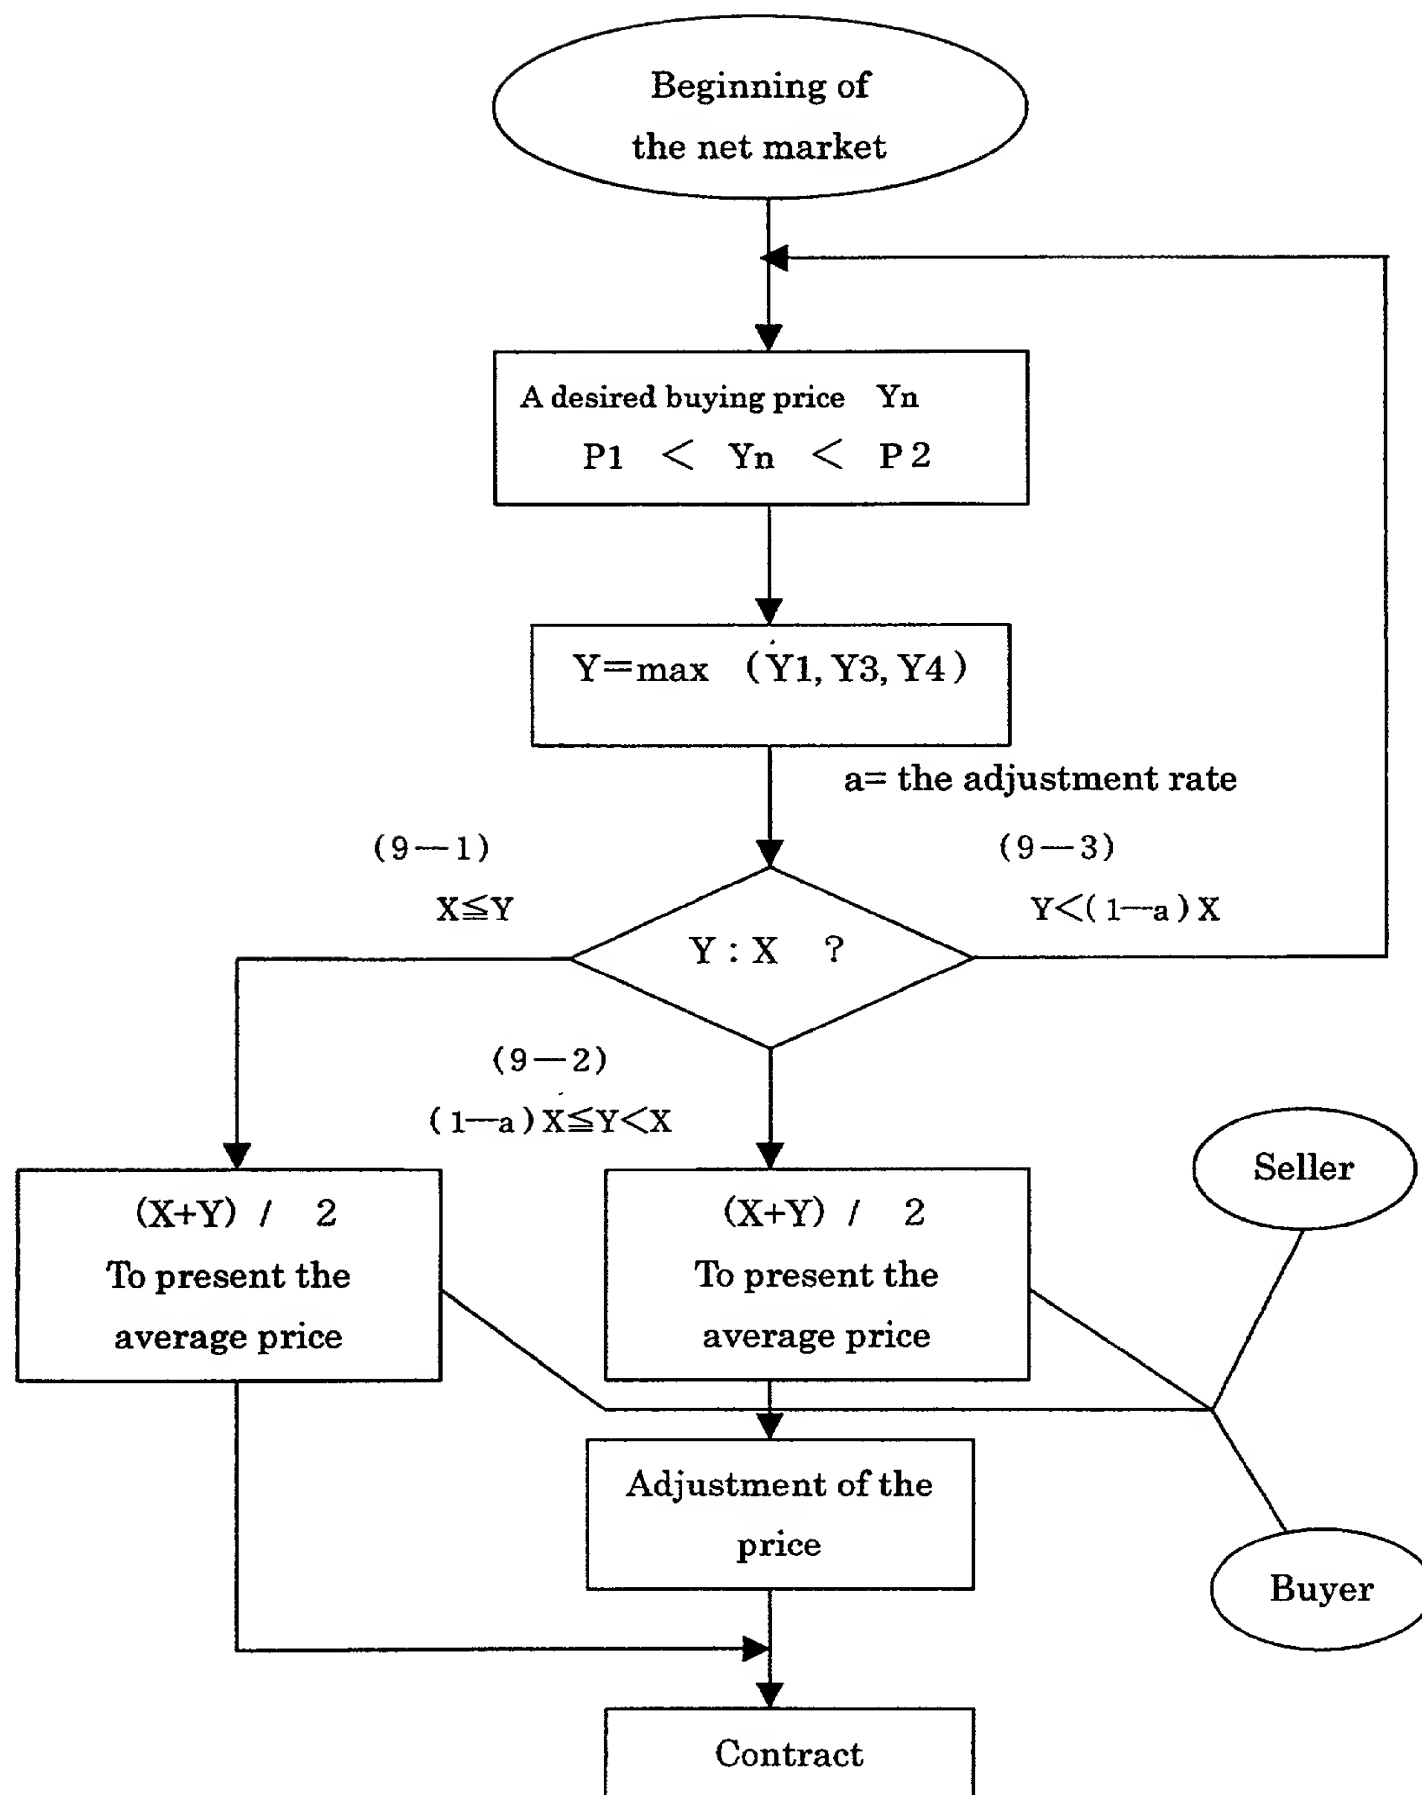 Beginning of
the net market
A desired buying price Yn
P1 < Yn < P2
Y=max (Y1, Y3, Y4)
a= the adjustment rate
(9—1)
X≦Y
(9—3)
Y<(1—a)X
Y : X ?
(9—2)
(1—a)X≦Y<X
(X+Y) / 2
To present the
average price
(X+Y) / 2
To present the
average price
Seller
Adjustment of the
price
Buyer
Contract